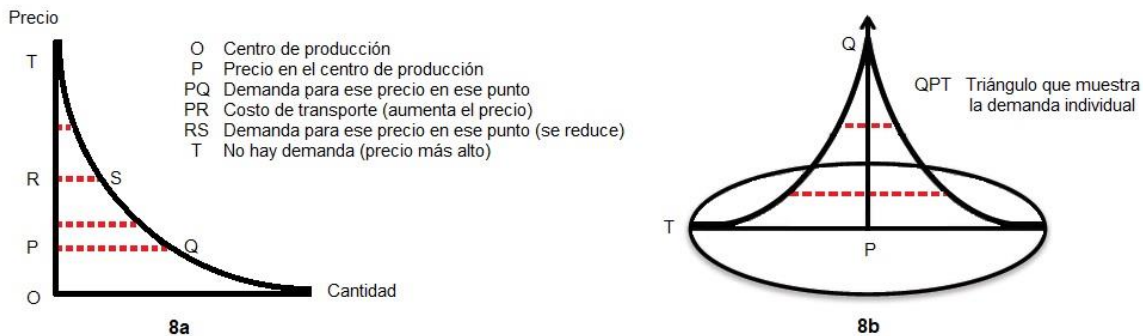 Precio
T
R
S
P
Q
O
Cantidad
8a
O Centro de producción
P Precio en el centro de producción
PQ Demanda para ese precio en ese punto
PR Costo de transporte (aumenta el precio)
RS Demanda para ese precio en ese punto (se reduce)
T No hay demanda (precio más alto)
Q
QPT Triángulo que muestra
la demanda individual
T
P
8b